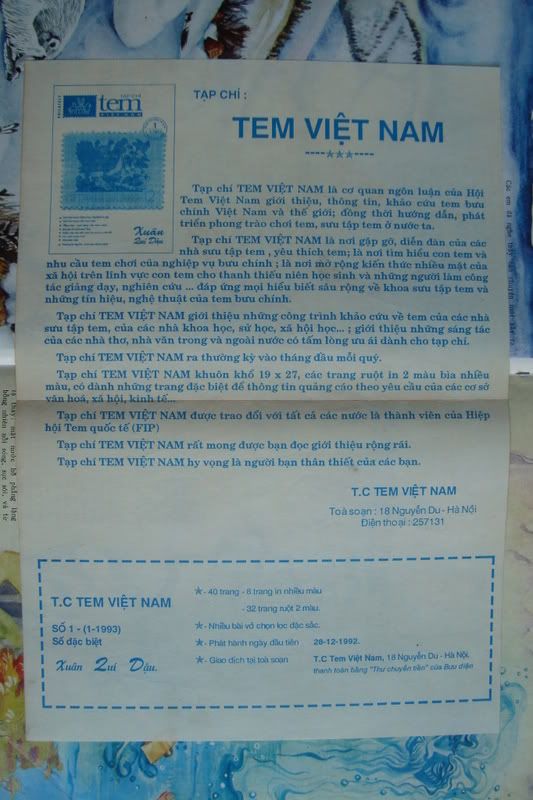 TẠP CHÍ :
TEM VIỆT NAM
tem
Xuân
Quí Dậu
Tạp chí TEM VIỆT NAM là cơ quan ngôn luận của Hội
Tem Việt Nam giới thiệu, thông tin, khảo cứu tem bưu
chính Việt Nam và thế giới; đồng thời hướng dẫn, phát
triển phong trào chơi tem, sưu tập tem ở nước ta.
Tạp chí TEM VIỆT NAM là nơi gặp gỡ, diễn đàn của các
nhà sưu tập tem , yêu thích tem; là nơi tìm hiểu con tem và
nhu cầu tem chơi của nghiệp vụ bưu chính ; là nơi mở rộng kiến thức nhiều mặt của
xã hội trên lĩnh vực con tem cho thanh thiếu niên học sinh và những người làm công
tác giảng dạy, nghiên cứu ... đáp ứng mọi hiểu biết sâu rộng về khoa sưu tập tem và
những tín hiệu, nghệ thuật của tem bưu chính.
Tạp chí TEM VIỆT NAM giới thiệu những công trình khảo cứu về tem của các nhà
sưu tập tem, của các nhà khoa học, sử học, xã hội học... ; giới thiệu những sáng tác
của các nhà thơ, nhà văn trong và ngoài nước có tấm lòng ưu ái dành cho tạp chí.
Tạp chí TEM VIỆT NAM ra thường kỳ vào tháng đầu mỗi quý.
Tạp chí TEM VIỆT NAM khuôn khổ 19 x 27, các trang ruột in 2 màu bìa nhiều
màu, có dành những trang đặc biệt để thông tin quảng cáo theo yêu cầu của các cơ sở
văn hoá, xã hội, kinh tế...
Tạp chí TEM VIỆT NAM được trao đổi với tất cả các nước là thành viên của Hiệp
hội Tem quốc tế (FIP)
Tạp chí TEM VIỆT NAM rất mong được bạn đọc giới thiệu rộng rãi.
Tạp chí TEM VIỆT NAM hy vọng là người bạn thân thiết của các bạn.
T.C TEM VIỆT NAM
Toà soạn : 18 Nguyễn Du - Hà Nội
Điện thoại : 257131
T.C TEM VIỆT NAM
SỐ 1 - (1-1993)
Số đặc biệt
Xuân Quí Dậu.
- 40 trang - 8 trang in nhiều màu
- 32 trang ruột 2 màu.
- Nhiều bài vở chọn lọc đặc sắc.
- Phát hành ngày đầu tiên 28-12-1992.
- Giao dịch tại toà soạn T.C Tem Việt Nam, 18 Nguyễn Du - Hà Nội.
thanh toán bằng "Thư chuyển tiền" của Bưu điện